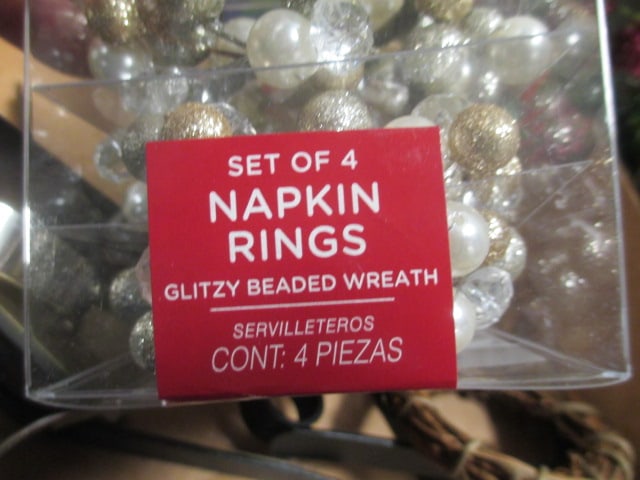 SET OF 4
NAPKIN
RINGS
GLITZY BEADED WREATH
SERVILLETEROS
CONT: 4 PIEZAS